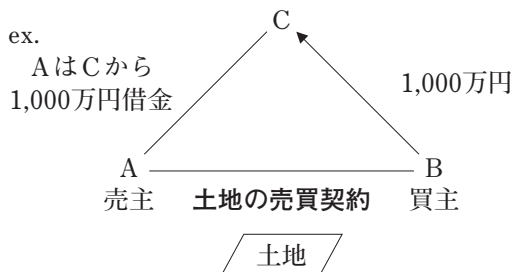 ex.
C
AはCから
1,000万円借金
1,000万円
A
B
売主
土地の売買契約
買主
土地